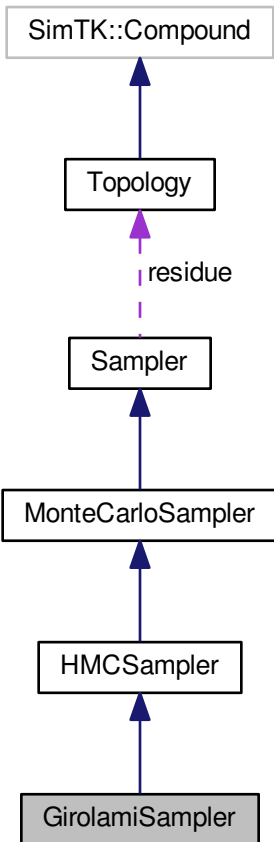 SimTK::Compound
Topology
residue
Sampler
MonteCarloSampler
HMCSampler
GirolamiSampler